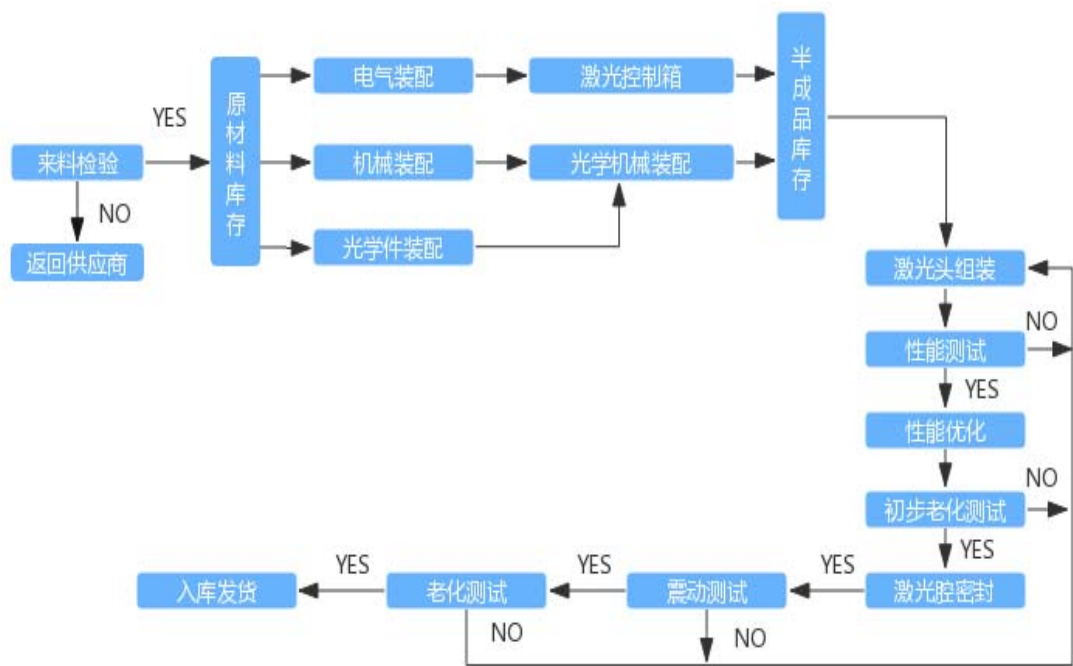 来料检验
YES
NO
返回供应商
原材料库存
电气装配
激光控制箱
机械装配
光学机械装配
光学件装配
半成品库存
激光头组装
NO
性能测试
YES
性能优化
NO
初步老化测试
YES
激光腔密封
YES
震动测试
NO
YES
老化测试
NO
YES
入库发货